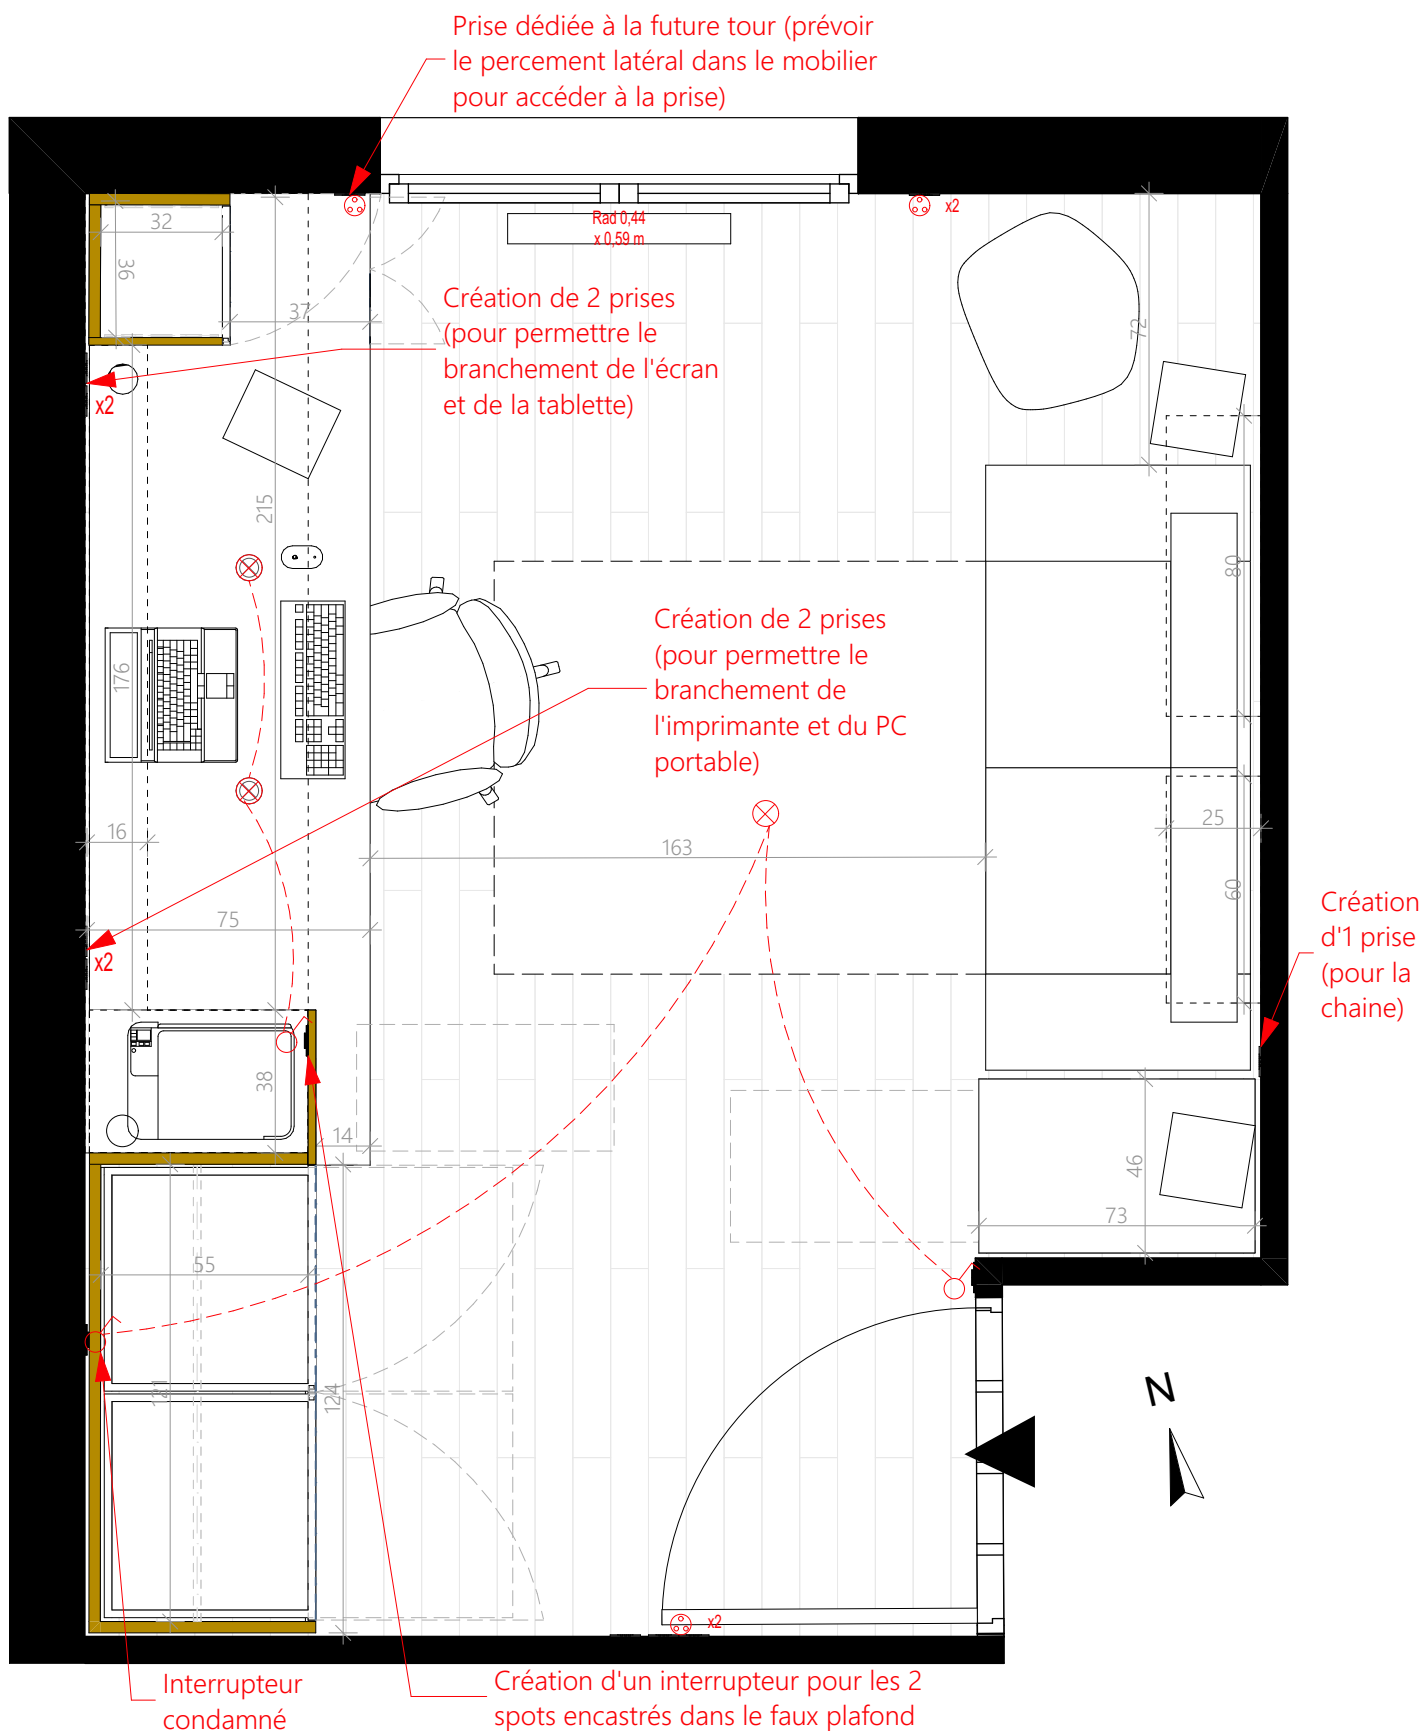 Prise dédiée à la future tour (prévoir
le percement latéral dans le mobilier
pour accéder à la prise)
x2
Rad 0,44
x 0,59 m
32
36
37
72
Création de 2 prises
(pour permettre le
branchement de l'écran
et de la tablette)
x2
215
80
Création de 2 prises
(pour permettre le
branchement de
l'imprimante et du PC
portable)
176
16
163
25
60
75
x2
Création
d'1 prise
(pour la
chaine)
38
14
46
73
55
121
124
N
x2
Interrupteur
condamné
Création d'un interrupteur pour les 2
spots encastrés dans le faux plafond